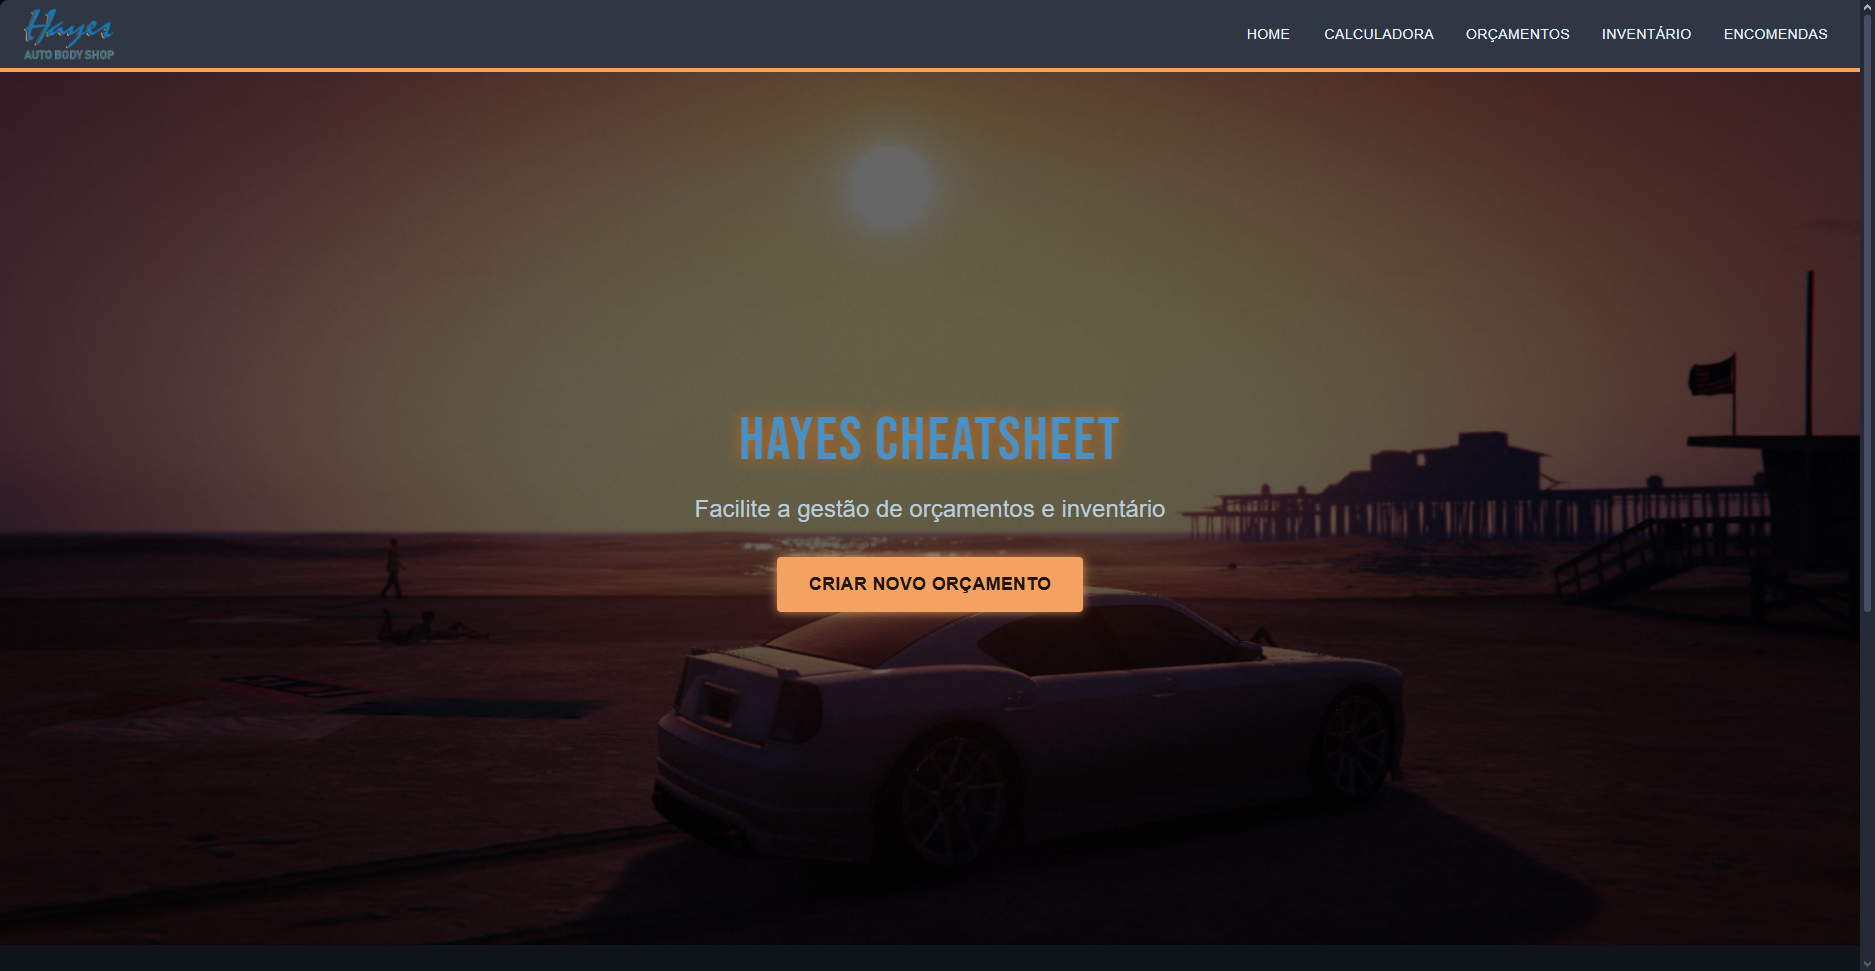 Hayes
AUTO BODY SHOP
HOME CALCULADORA ORÇAMENTOS INVENTÁRIO ENCOMENDAS
HAYES CHEATSHEET
Facilite a gestão de orçamentos e inventário
CRIAR NOVO ORÇAMENTO